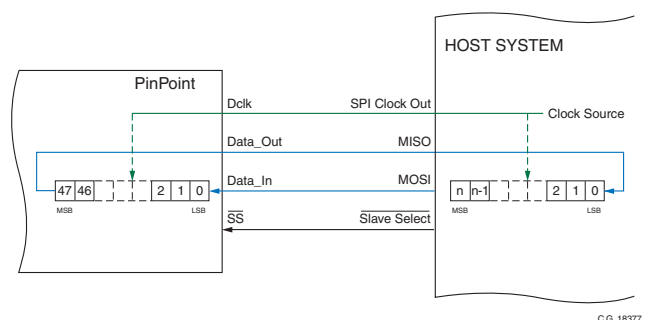 HOST SYSTEM
PinPoint
Dclk SPI Clock Out
Clock Source
Data_Out MISO
47 46 2 1 0
Data_In MOSI
n n-1 2 1 0
MSB LSB
MSB LSB
SS Slave Select
C.G. 18377